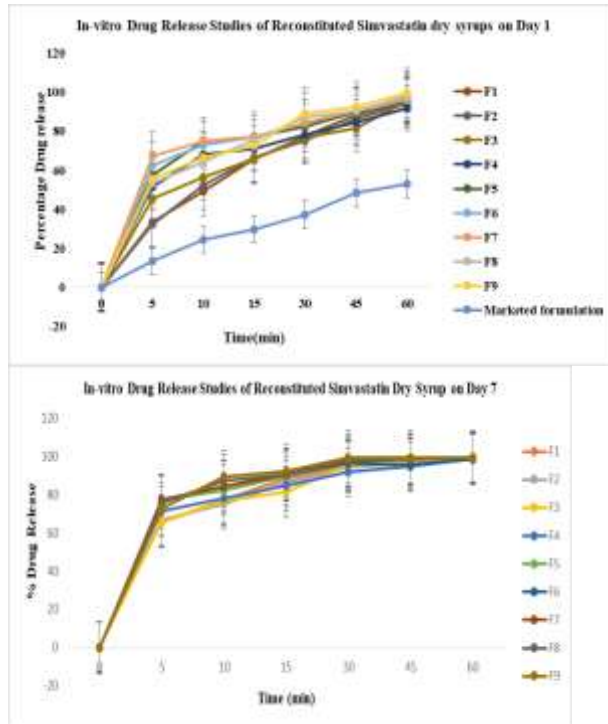 In-vitro Drug Release Studies of Reconstituted Simvastatin dry syrups on Day 1
120
100
80
60
40
20
0
-20
Percentage Drug release
0 5 10 15 30 45 60
Time(min)
F1
F2
F3
F4
F5
F6
F7
F8
F9
Marketed formulation
In-vitro Drug Release Studies of Reconstituted Simvastatin Dry Syrup on Day 7
120
100
80
60
40
20
0
-20
% Drug Release
0 5 10 15 30 45 60
Time (min)
F1
F2
F3
F4
F5
F6
F7
F8
F9